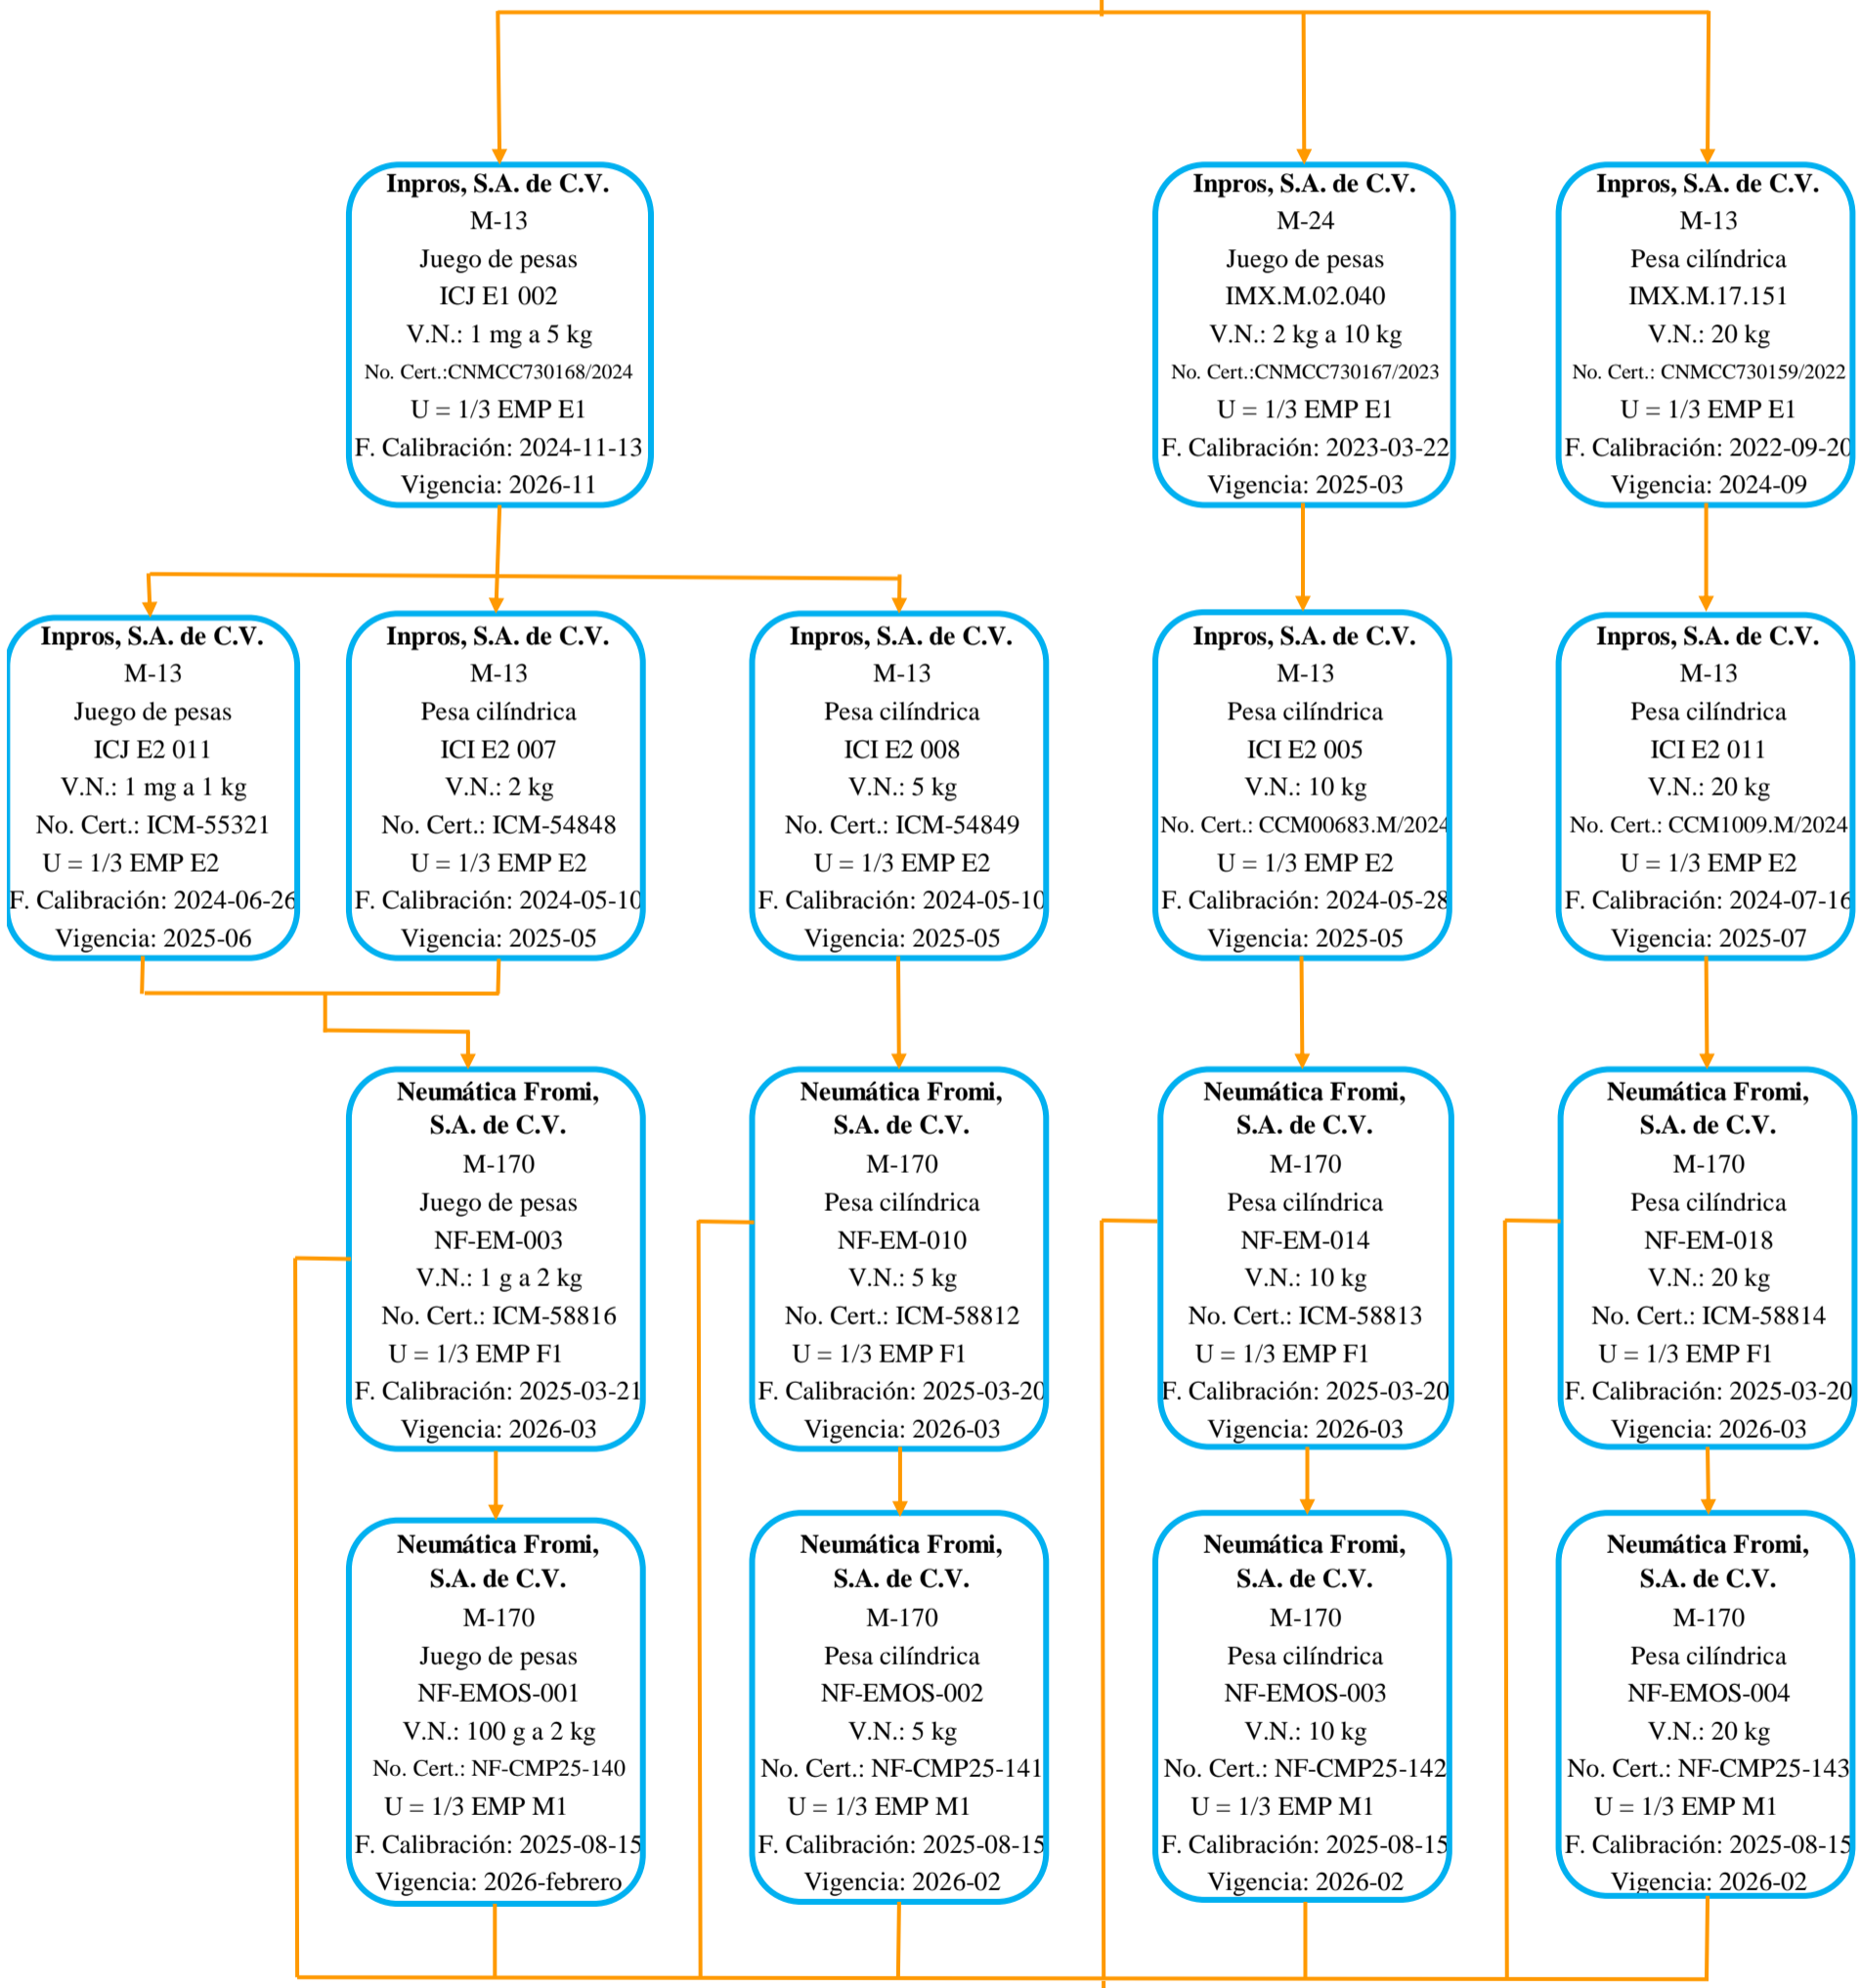 Inpros, S.A. de C.V.
M-13
Juego de pesas
ICJ E1 002
V.N.: 1 mg a 5 kg
No. Cert.:CNMCC730168/2024
U = 1/3 EMP E1
F. Calibración: 2024-11-13
Vigencia: 2026-11
Inpros, S.A. de C.V.
M-24
Juego de pesas
IMX.M.02.040
V.N.: 2 kg a 10 kg
No. Cert.:CNMCC730167/2023
U = 1/3 EMP E1
F. Calibración: 2023-03-22
Vigencia: 2025-03
Inpros, S.A. de C.V.
M-13
Pesa cilíndrica
IMX.M.17.151
V.N.: 20 kg
No. Cert.: CNMCC730159/2022
U = 1/3 EMP E1
F. Calibración: 2022-09-20
Vigencia: 2024-09
Inpros, S.A. de C.V.
M-13
Juego de pesas
ICJ E2 011
V.N.: 1 mg a 1 kg
No. Cert.: ICM-55321
U = 1/3 EMP E2
F. Calibración: 2024-06-26
Vigencia: 2025-06
Inpros, S.A. de C.V.
M-13
Pesa cilíndrica
ICI E2 007
V.N.: 2 kg
No. Cert.: ICM-54848
U = 1/3 EMP E2
F. Calibración: 2024-05-10
Vigencia: 2025-05
Inpros, S.A. de C.V.
M-13
Pesa cilíndrica
ICI E2 008
V.N.: 5 kg
No. Cert.: ICM-54849
U = 1/3 EMP E2
F. Calibración: 2024-05-10
Vigencia: 2025-05
Inpros, S.A. de C.V.
M-13
Pesa cilíndrica
ICI E2 005
V.N.: 10 kg
No. Cert.: CCM00683.M/2024
U = 1/3 EMP E2
F. Calibración: 2024-05-28
Vigencia: 2025-05
Inpros, S.A. de C.V.
M-13
Pesa cilíndrica
ICI E2 011
V.N.: 20 kg
No. Cert.: CCM1009.M/2024
U = 1/3 EMP E2
F. Calibración: 2024-07-16
Vigencia: 2025-07
Neumática Fromi,
S.A. de C.V.
M-170
Juego de pesas
NF-EM-003
V.N.: 1 g a 2 kg
No. Cert.: ICM-58816
U = 1/3 EMP F1
F. Calibración: 2025-03-21
Vigencia: 2026-03
Neumática Fromi,
S.A. de C.V.
M-170
Pesa cilíndrica
NF-EM-010
V.N.: 5 kg
No. Cert.: ICM-58812
U = 1/3 EMP F1
F. Calibración: 2025-03-20
Vigencia: 2026-03
Neumática Fromi,
S.A. de C.V.
M-170
Pesa cilíndrica
NF-EM-014
V.N.: 10 kg
No. Cert.: ICM-58813
U = 1/3 EMP F1
F. Calibración: 2025-03-20
Vigencia: 2026-03
Neumática Fromi,
S.A. de C.V.
M-170
Pesa cilíndrica
NF-EM-018
V.N.: 20 kg
No. Cert.: ICM-58814
U = 1/3 EMP F1
F. Calibración: 2025-03-20
Vigencia: 2026-03
Neumática Fromi,
S.A. de C.V.
M-170
Juego de pesas
NF-EMOS-001
V.N.: 100 g a 2 kg
No. Cert.: NF-CMP25-140
U = 1/3 EMP M1
F. Calibración: 2025-08-15
Vigencia: 2026-febrero
Neumática Fromi,
S.A. de C.V.
M-170
Pesa cilíndrica
NF-EMOS-002
V.N.: 5 kg
No. Cert.: NF-CMP25-141
U = 1/3 EMP M1
F. Calibración: 2025-08-15
Vigencia: 2026-02
Neumática Fromi,
S.A. de C.V.
M-170
Pesa cilíndrica
NF-EMOS-003
V.N.: 10 kg
No. Cert.: NF-CMP25-142
U = 1/3 EMP M1
F. Calibración: 2025-08-15
Vigencia: 2026-02
Neumática Fromi,
S.A. de C.V.
M-170
Pesa cilíndrica
NF-EMOS-004
V.N.: 20 kg
No. Cert.: NF-CMP25-143
U = 1/3 EMP M1
F. Calibración: 2025-08-15
Vigencia: 2026-02